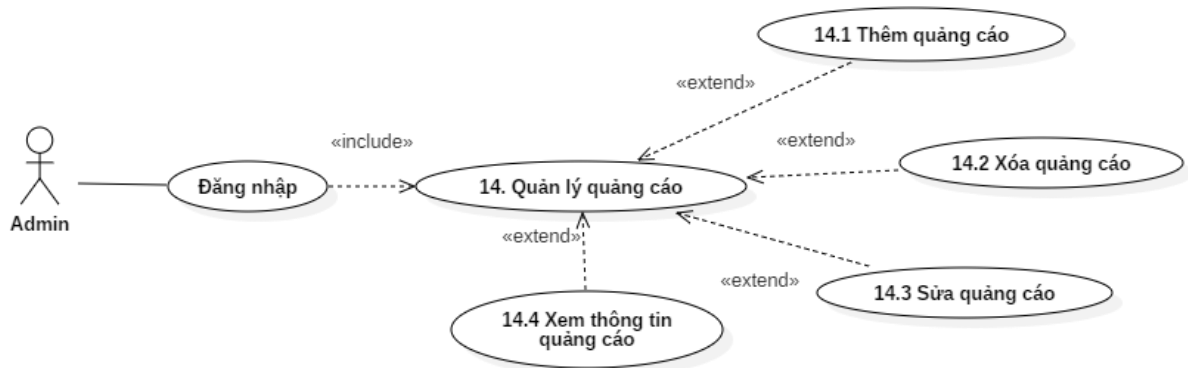 14.1 Thêm quảng cáo
«extend»
«include»
«extend»
14.2 Xóa quảng cáo
Đăng nhập
14. Quản lý quảng cáo
Admin
«extend»
«extend»
14.3 Sửa quảng cáo
14.4 Xem thông tin
quảng cáo